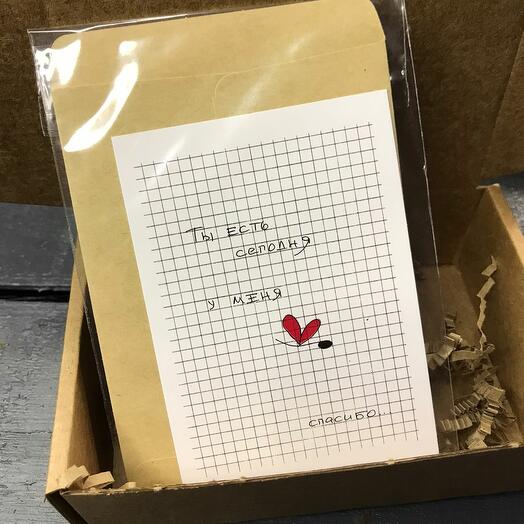 Ты есть
сегодня
у меня
спасибо...